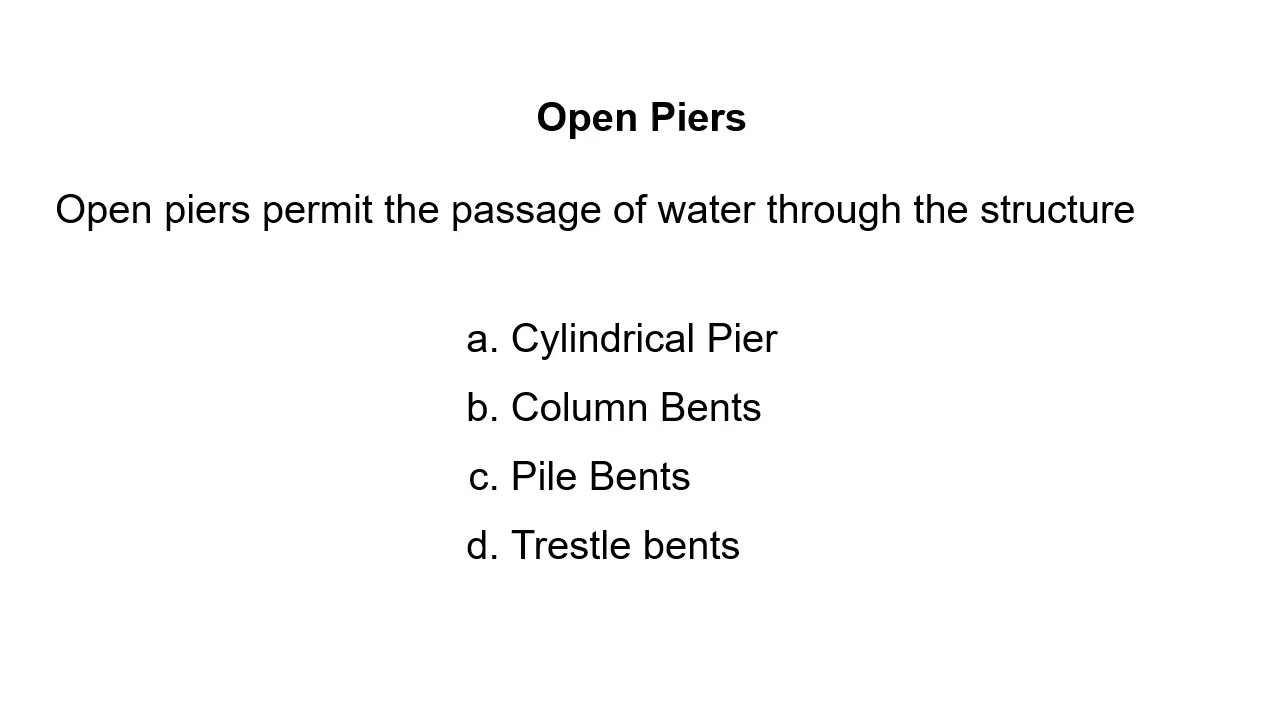 Open Piers
Open piers permit the passage of water through the structure
a. Cylindrical Pier
b. Column Bents
c. Pile Bents
d. Trestle bents